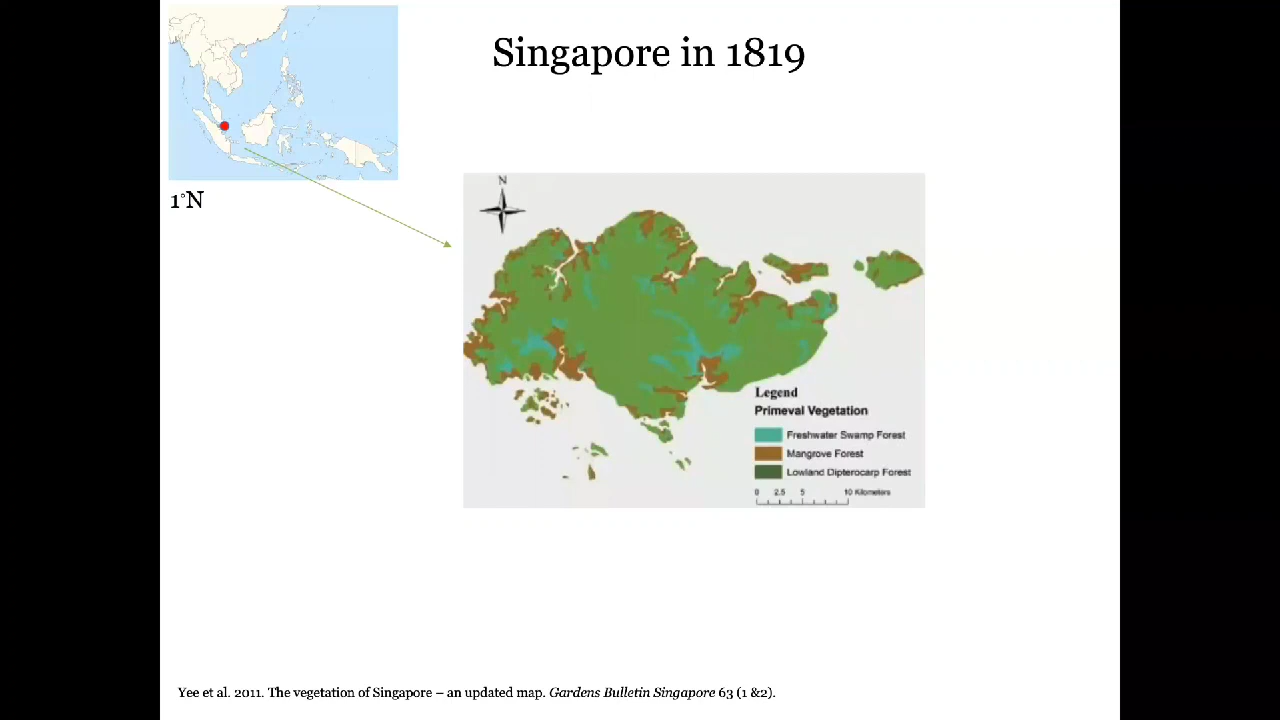 Singapore in 1819
1°N
N
Legend
Primeval Vegetation
Freshwater Swamp Forest
Mangrove Forest
Lowland Dipterocarp Forest
0 2.5 5 10 Kilometers
Yee et al. 2011. The vegetation of Singapore – an updated map. Gardens Bulletin Singapore 63 (1 &2).